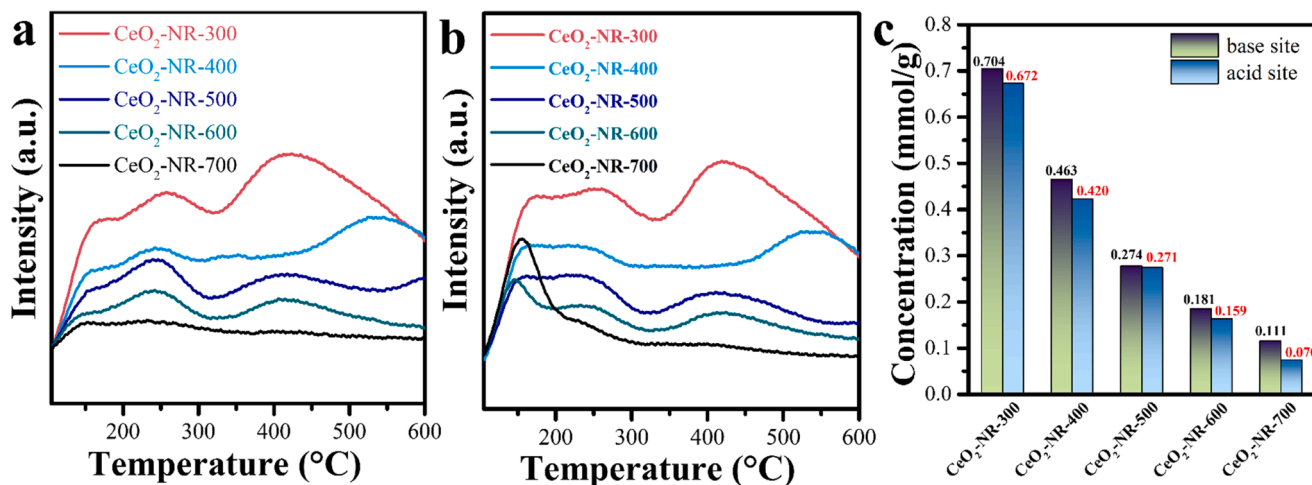 a
CeO₂-NR-300
CeO₂-NR-400
CeO₂-NR-500
CeO₂-NR-600
CeO₂-NR-700
Intensity (a.u.)
200 300 400 500 600
Temperature (°C)
b
CeO₂-NR-300
CeO₂-NR-400
CeO₂-NR-500
CeO₂-NR-600
CeO₂-NR-700
Intensity (a.u.)
200 300 400 500 600
Temperature (°C)
c
base site
acid site
Concentration (mmol/g)
0.8
0.7
0.6
0.5
0.4
0.3
0.2
0.1
0.0
0.704
0.672
0.463
0.420
0.274
0.271
0.181
0.159
0.111
CeO₂-NR-300
CeO₂-NR-400
CeO₂-NR-500
CeO₂-NR-600
CeO₂-NR-700